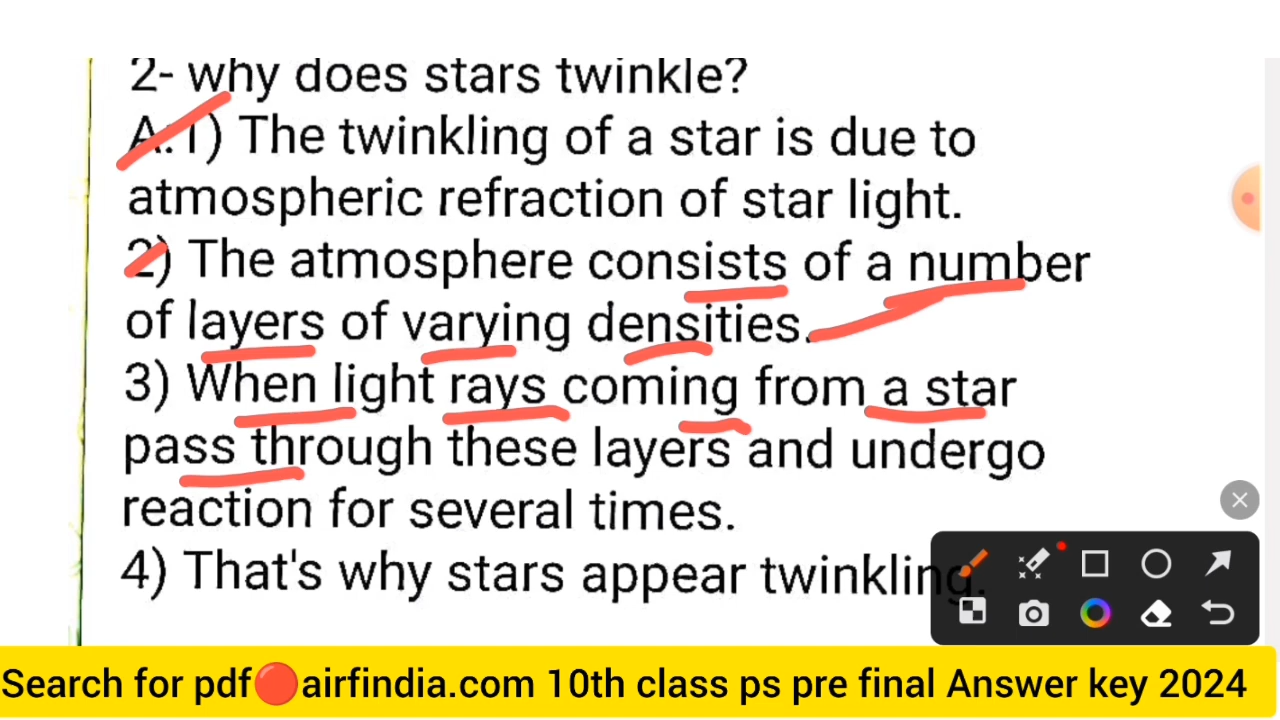 2- why does stars twinkle?
A.1) The twinkling of a star is due to
atmospheric refraction of star light.
2) The atmosphere consists of a number
of layers of varying densities.
3) When light rays coming from a star
pass through these layers and undergo
reaction for several times.
4) That's why stars appear twinkling.
Search for pdf🔴airfindia.com 10th class ps pre final Answer key 2024